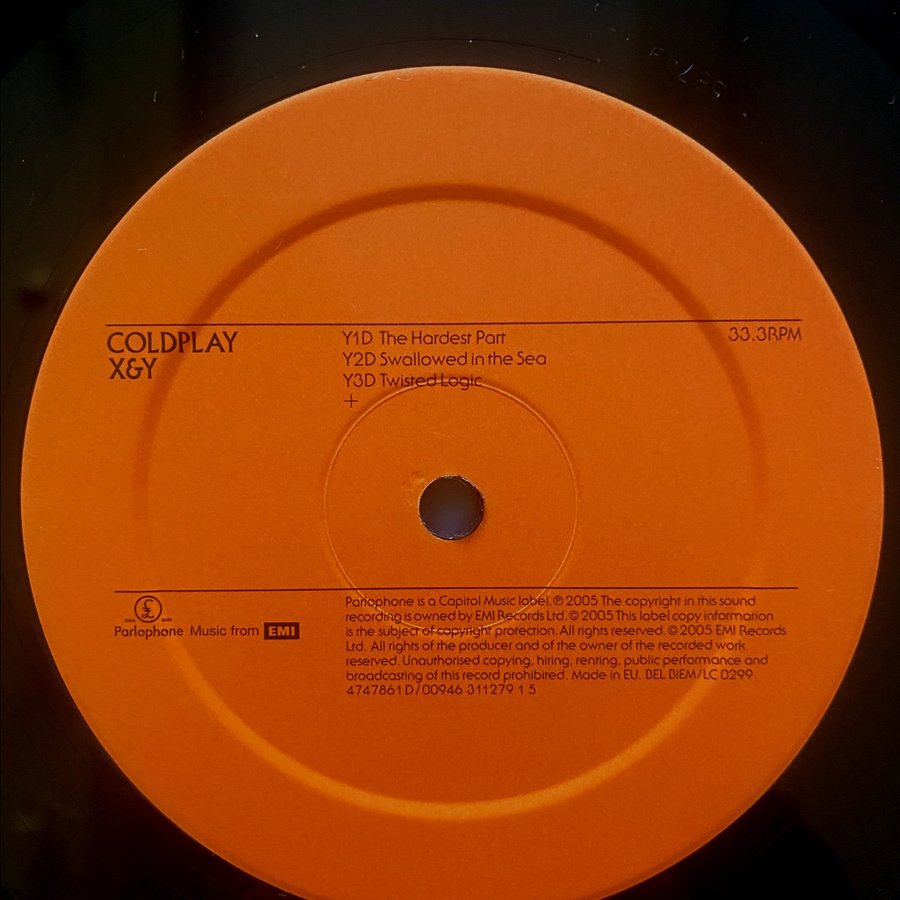 COLDPLAY
X&Y
Y1D The Hardest Part
Y2D Swallowed in the Sea
Y3D Twisted Logic
+
33.3RPM
£
TRADE MARK
Parlophone Music from EMI
Parlophone is a Capitol Music label. ℗ 2005 The copyright in this sound
recording is owned by EMI Records Ltd. © 2005 This label copy information
is the subject of copyright protection. All rights reserved. © 2005 EMI Records
Ltd. All rights of the producer and of the owner of the recorded work
reserved. Unauthorised copying, hiring, renting, public performance and
broadcasting of this record prohibited. Made in EU. BEL BIEM/LC 0299.
4747861 D/00946 311279 1 5